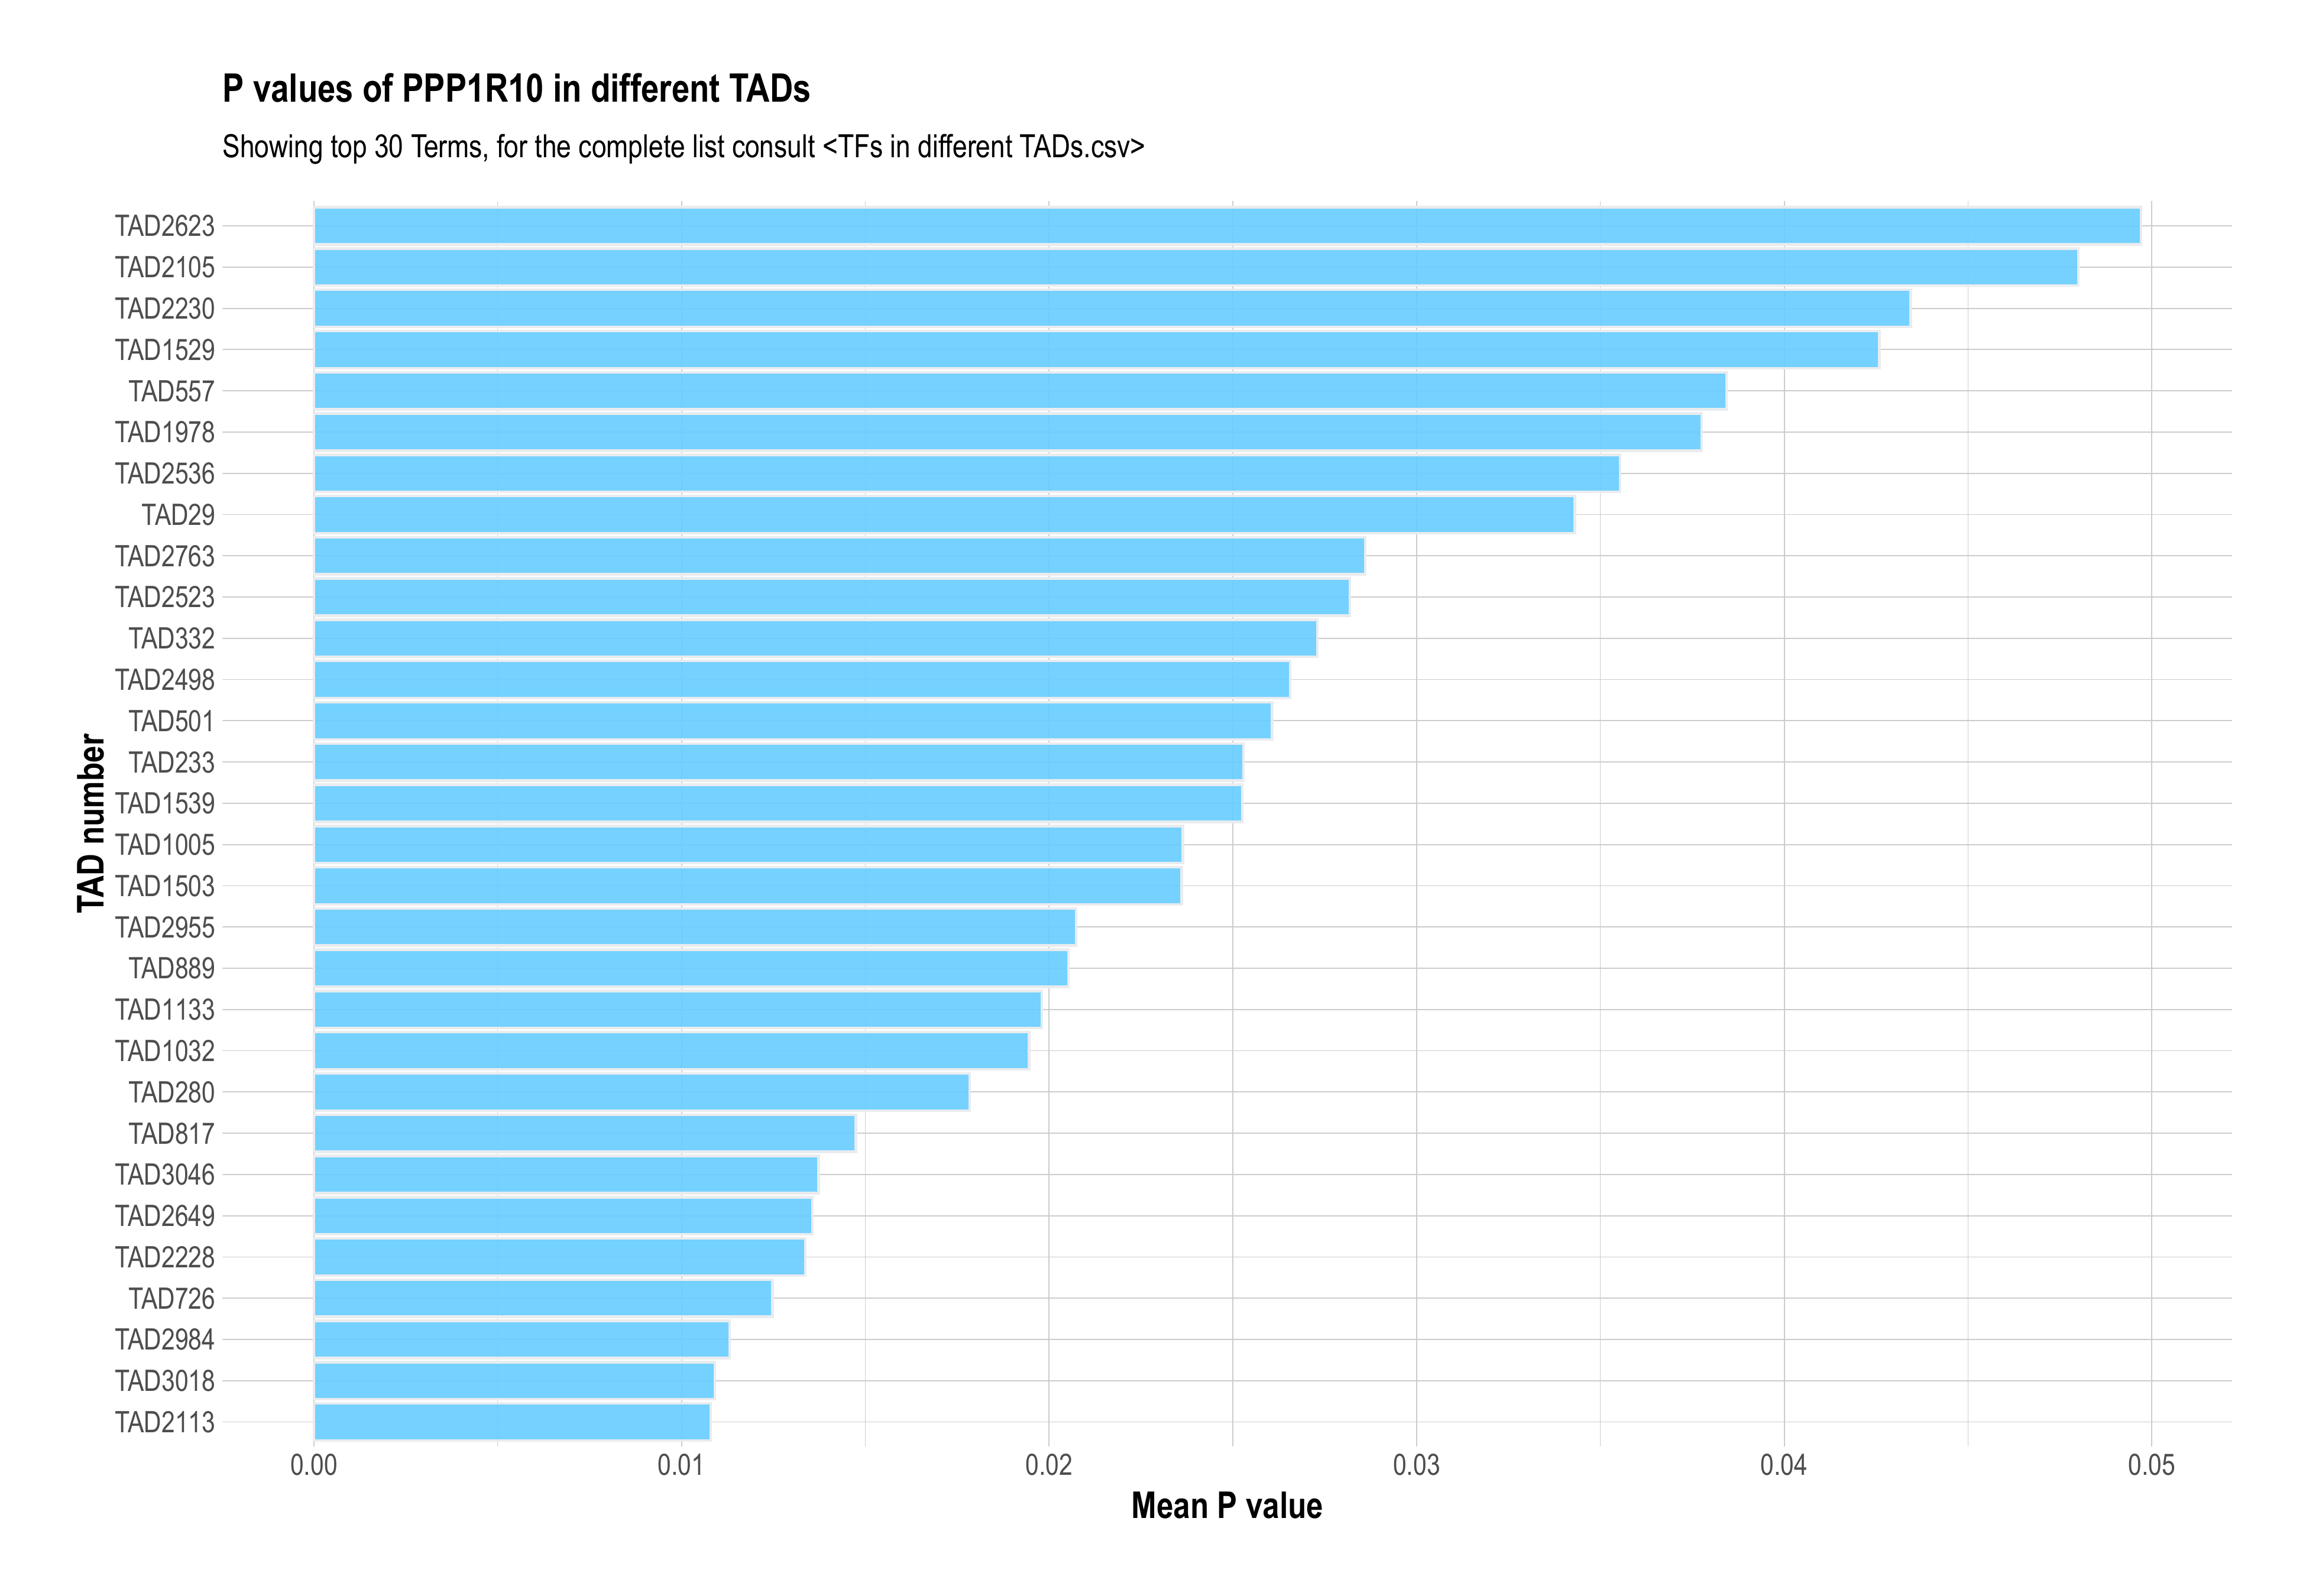 P values of PPP1R10 in different TADs
Showing top 30 Terms, for the complete list consult <TFs in different TADs.csv>
TAD number
TAD2623
TAD2105
TAD2230
TAD1529
TAD557
TAD1978
TAD2536
TAD29
TAD2763
TAD2523
TAD332
TAD2498
TAD501
TAD233
TAD1539
TAD1005
TAD1503
TAD2955
TAD889
TAD1133
TAD1032
TAD280
TAD817
TAD3046
TAD2649
TAD2228
TAD726
TAD2984
TAD3018
TAD2113
0.00 0.01 0.02 0.03 0.04 0.05
Mean P value